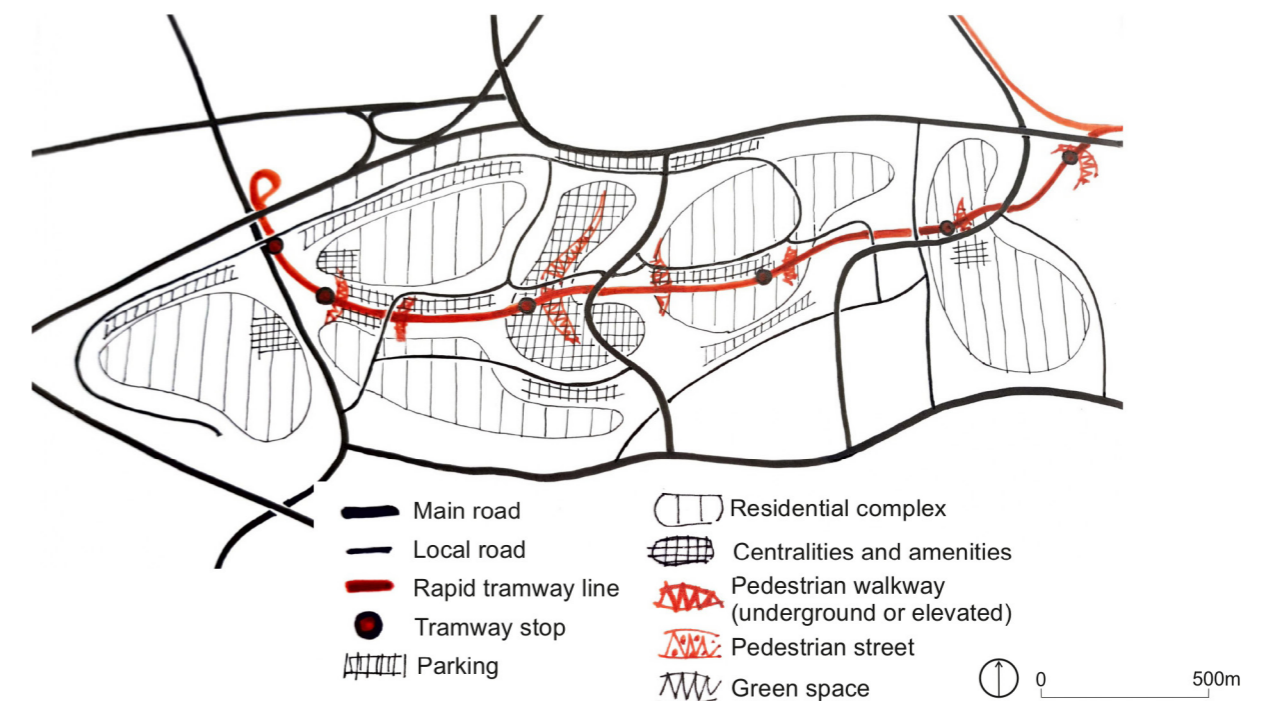 Main road
Local road
Rapid tramway line
Tramway stop
Parking
Residential complex
Centralities and amenities
Pedestrian walkway
(underground or elevated)
Pedestrian street
Green space
0 500m